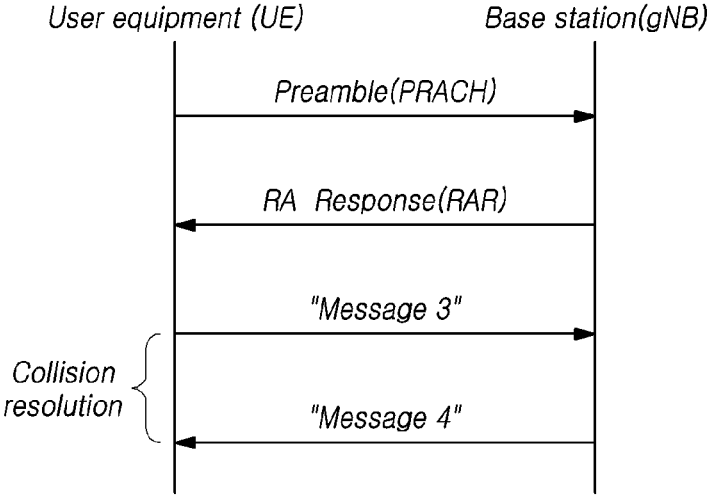 User equipment (UE)
Base station(gNB)
Preamble(PRACH)
RA Response(RAR)
"Message 3"
Collision
resolution
"Message 4"